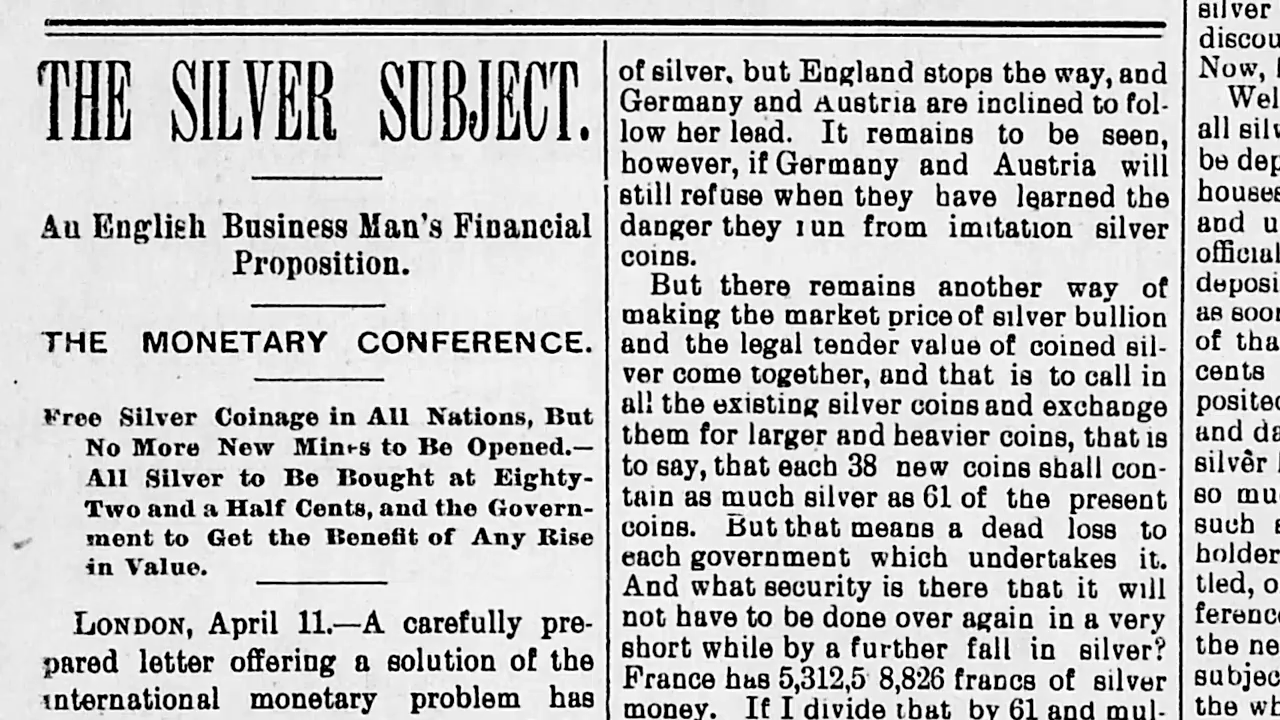 THE SILVER SUBJECT.
An English Business Man's Financial
Proposition.
THE MONETARY CONFERENCE.
Free Silver Coinage in All Nations, But
No More New Mints to Be Opened.—
All Silver to Be Bought at Eighty-
Two and a Half Cents, and the Govern-
ment to Get the Benefit of Any Rise
in Value.
LONDON, April 11.—A carefully pre-
pared letter offering a solution of the
international monetary problem has
of silver, but England stops the way, and
Germany and Austria are inclined to fol-
low her lead. It remains to be seen,
however, if Germany and Austria will
still refuse when they have learned the
danger they run from imitation silver
coins.
But there remains another way of
making the market price of silver bullion
and the legal tender value of coined sil-
ver come together, and that is to call in
all the existing silver coins and exchange
them for larger and heavier coins, that is
to say, that each 38 new coins shall con-
tain as much silver as 61 of the present
coins. But that means a dead loss to
each government which undertakes it.
And what security is there that it will
not have to be done over again in a very
short while by a further fall in silver?
France has 5,312,5 8,826 francs of silver
money. If I divide that by 61 and mul-
silver
discou
Now,
Wel
all silv
be dep
houses
and u
official
deposi
as soon
of tha
cents
posited
and da
silver
so mu
such
holder
tled, o
ference
the ne
subjec
the wh